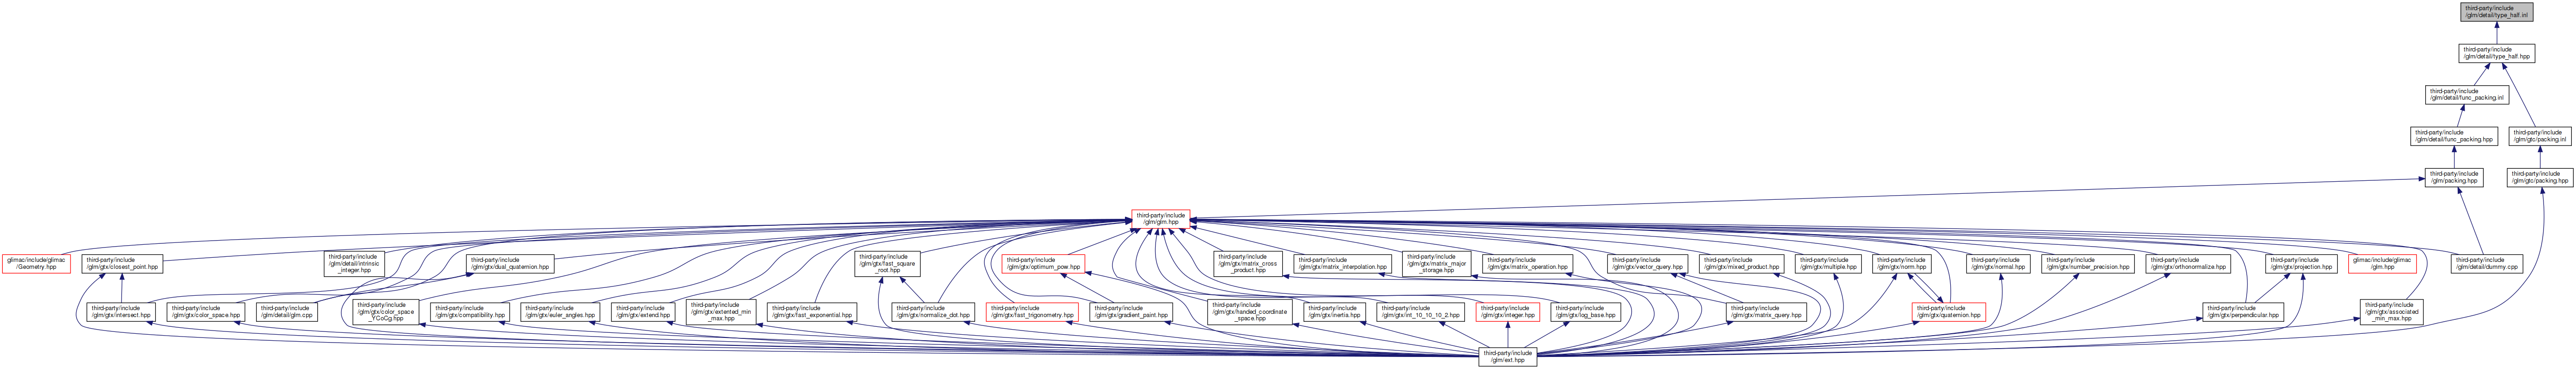 third-party/include
/glm/detail/type_half.inl
third-party/include
/glm/detail/type_half.hpp
third-party/include
/glm/detail/func_packing.inl
third-party/include
/glm/detail/func_packing.hpp
third-party/include
/glm/gtc/packing.inl
third-party/include
/glm/packing.hpp
third-party/include
/glm/gtc/packing.hpp
third-party/include
/glm/glm.hpp
glimac/include/glimac
/Geometry.hpp
third-party/include
/glm/gtx/closest_point.hpp
third-party/include
/glm/detail/intrinsic
_integer.hpp
third-party/include
/glm/gtx/dual_quaternion.hpp
third-party/include
/glm/gtx/fast_square
_root.hpp
third-party/include
/glm/gtx/optimum_pow.hpp
third-party/include
/glm/gtx/matrix_cross
_product.hpp
third-party/include
/glm/gtx/matrix_interpolation.hpp
third-party/include
/glm/gtx/matrix_major
_storage.hpp
third-party/include
/glm/gtx/matrix_operation.hpp
third-party/include
/glm/gtx/vector_query.hpp
third-party/include
/glm/gtx/mixed_product.hpp
third-party/include
/glm/gtx/multiple.hpp
third-party/include
/glm/gtx/norm.hpp
third-party/include
/glm/gtx/normal.hpp
third-party/include
/glm/gtx/number_precision.hpp
third-party/include
/glm/gtx/orthonormalize.hpp
third-party/include
/glm/gtx/projection.hpp
glimac/include/glimac
/glm.hpp
third-party/include
/glm/detail/dummy.cpp
third-party/include
/glm/gtx/intersect.hpp
third-party/include
/glm/gtx/color_space.hpp
third-party/include
/glm/detail/glm.cpp
third-party/include
/glm/gtx/color_space
_YCoCg.hpp
third-party/include
/glm/gtx/compatibility.hpp
third-party/include
/glm/gtx/euler_angles.hpp
third-party/include
/glm/gtx/extend.hpp
third-party/include
/glm/gtx/extented_min
_max.hpp
third-party/include
/glm/gtx/fast_exponential.hpp
third-party/include
/glm/gtx/normalize_dot.hpp
third-party/include
/glm/gtx/fast_trigonometry.hpp
third-party/include
/glm/gtx/gradient_paint.hpp
third-party/include
/glm/gtx/handed_coordinate
_space.hpp
third-party/include
/glm/gtx/inertia.hpp
third-party/include
/glm/gtx/int_10_10_10_2.hpp
third-party/include
/glm/gtx/integer.hpp
third-party/include
/glm/gtx/log_base.hpp
third-party/include
/glm/gtx/matrix_query.hpp
third-party/include
/glm/gtx/quaternion.hpp
third-party/include
/glm/gtx/perpendicular.hpp
third-party/include
/glm/gtx/associated
_min_max.hpp
third-party/include
/glm/ext.hpp